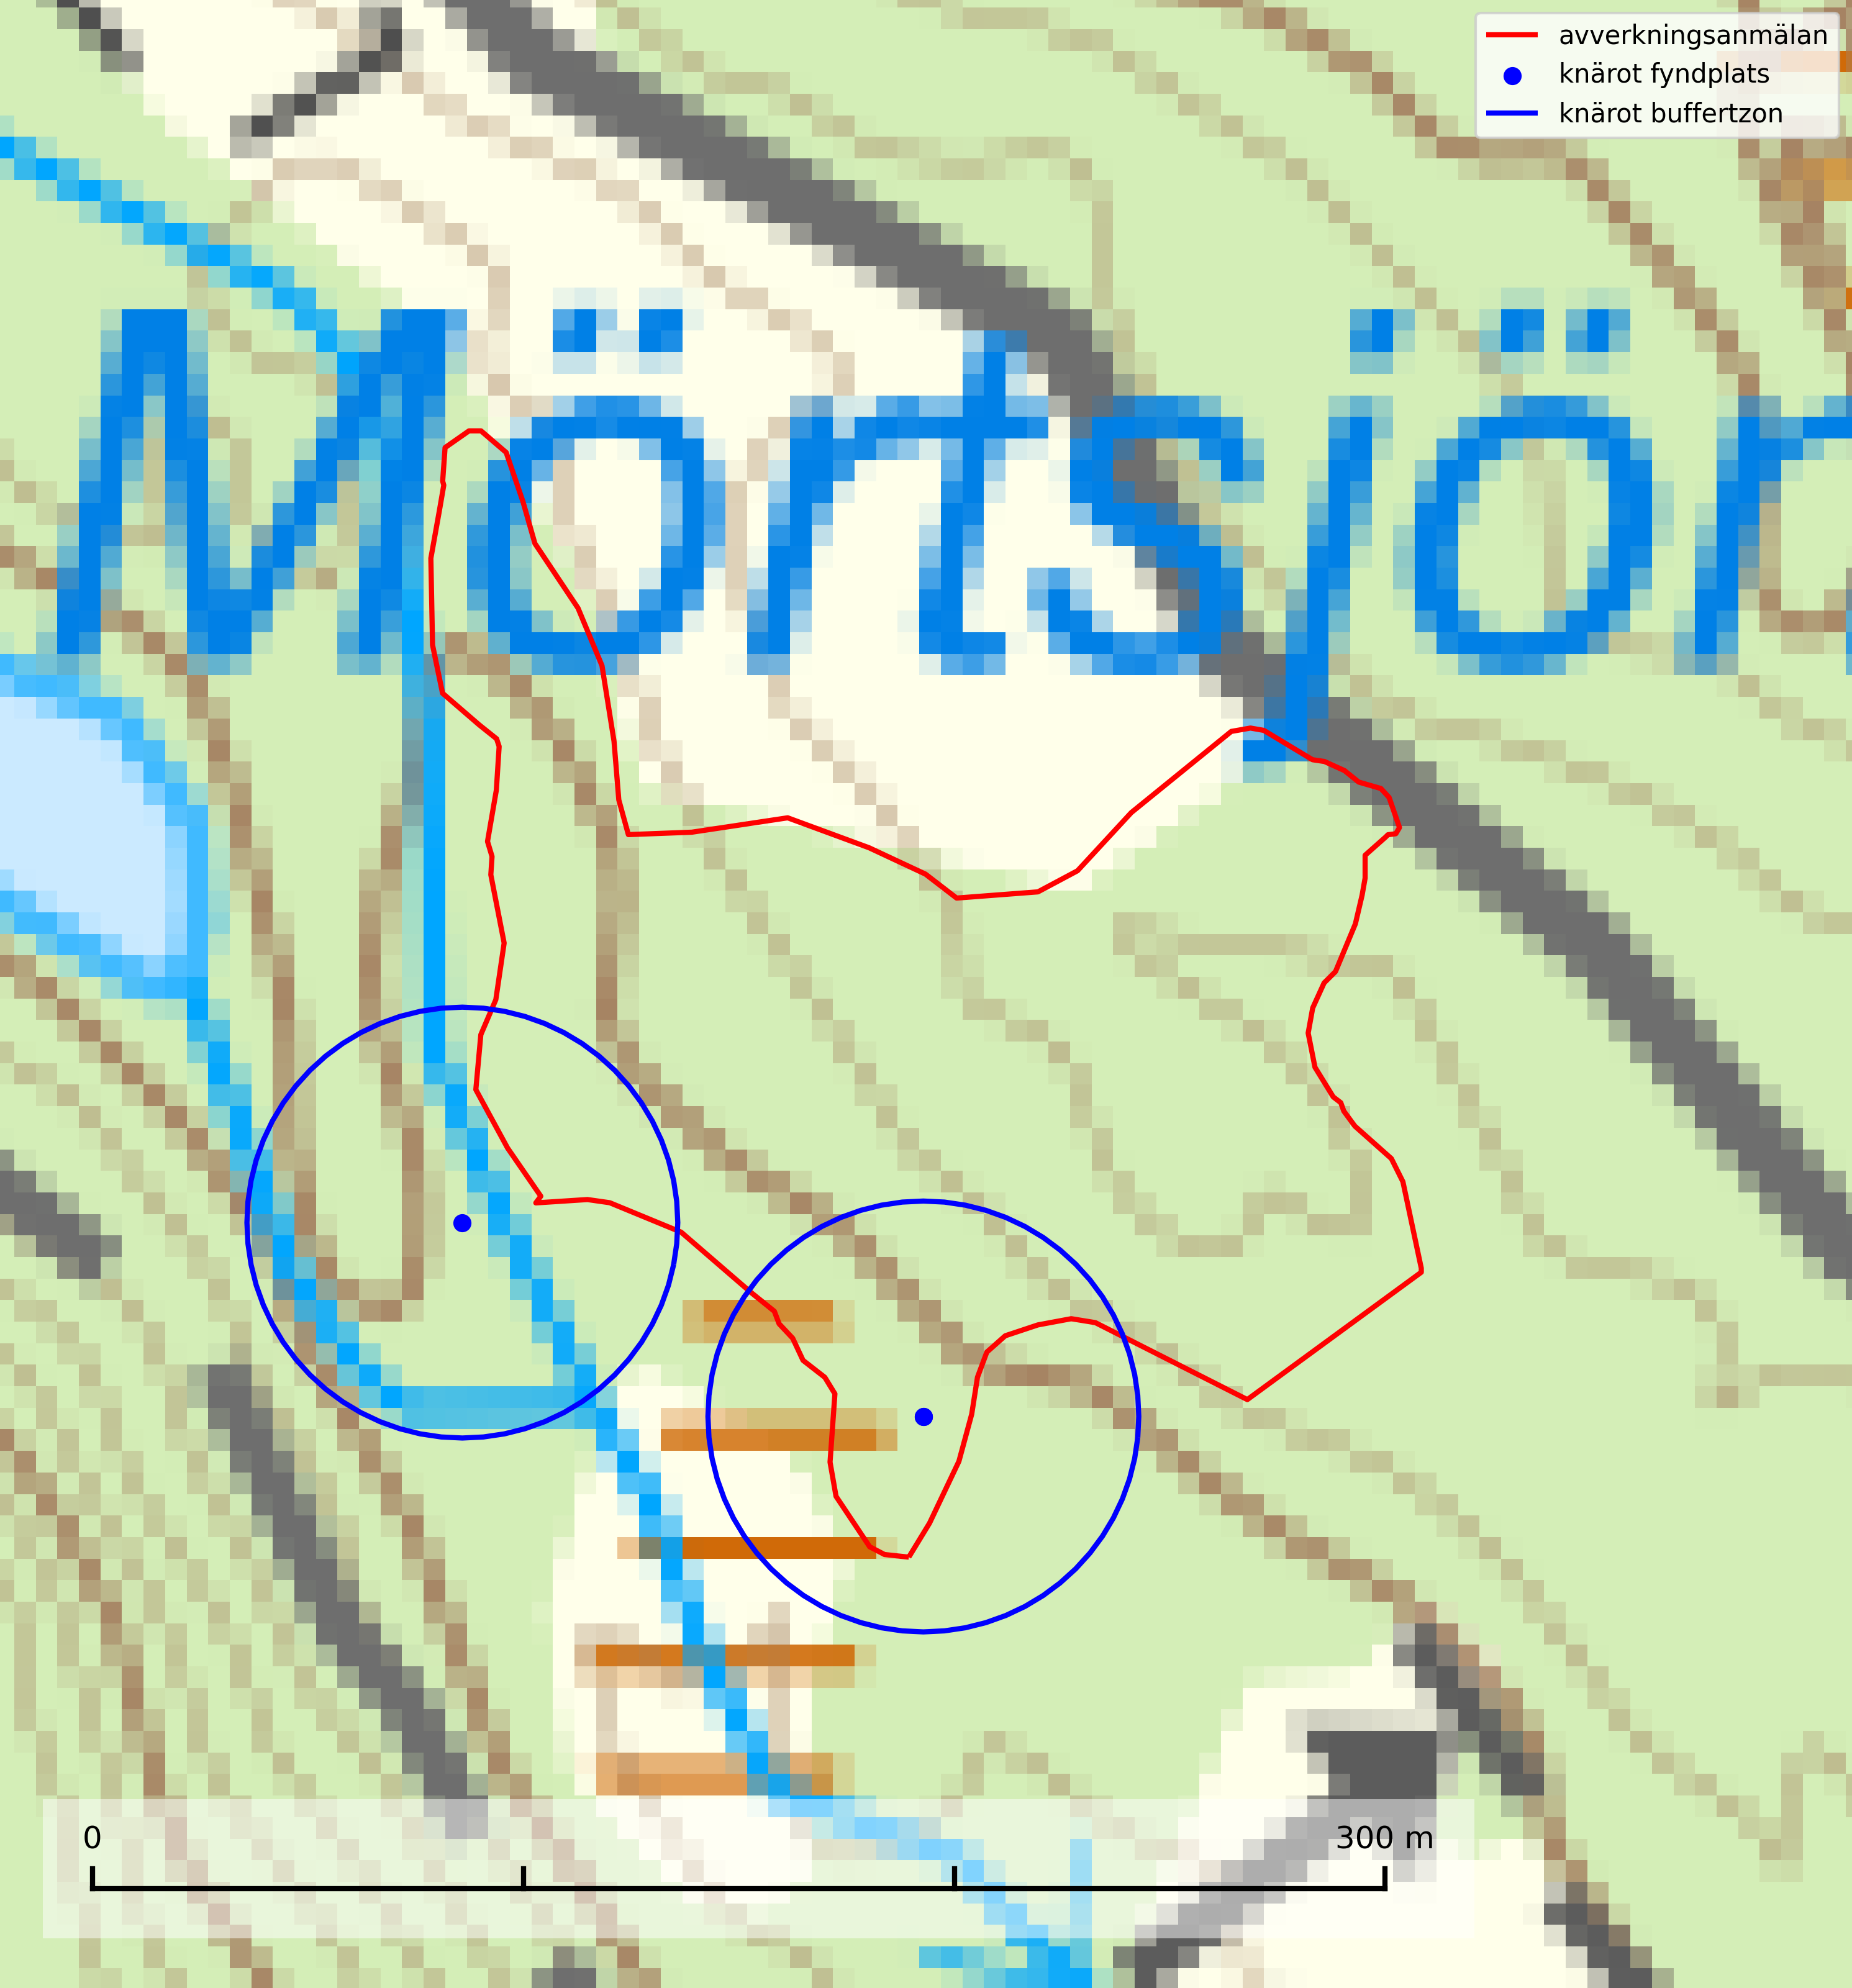 avverkningsanmälan
knärot fyndplats
knärot buffertzon
Mörtsjön
0 300 m